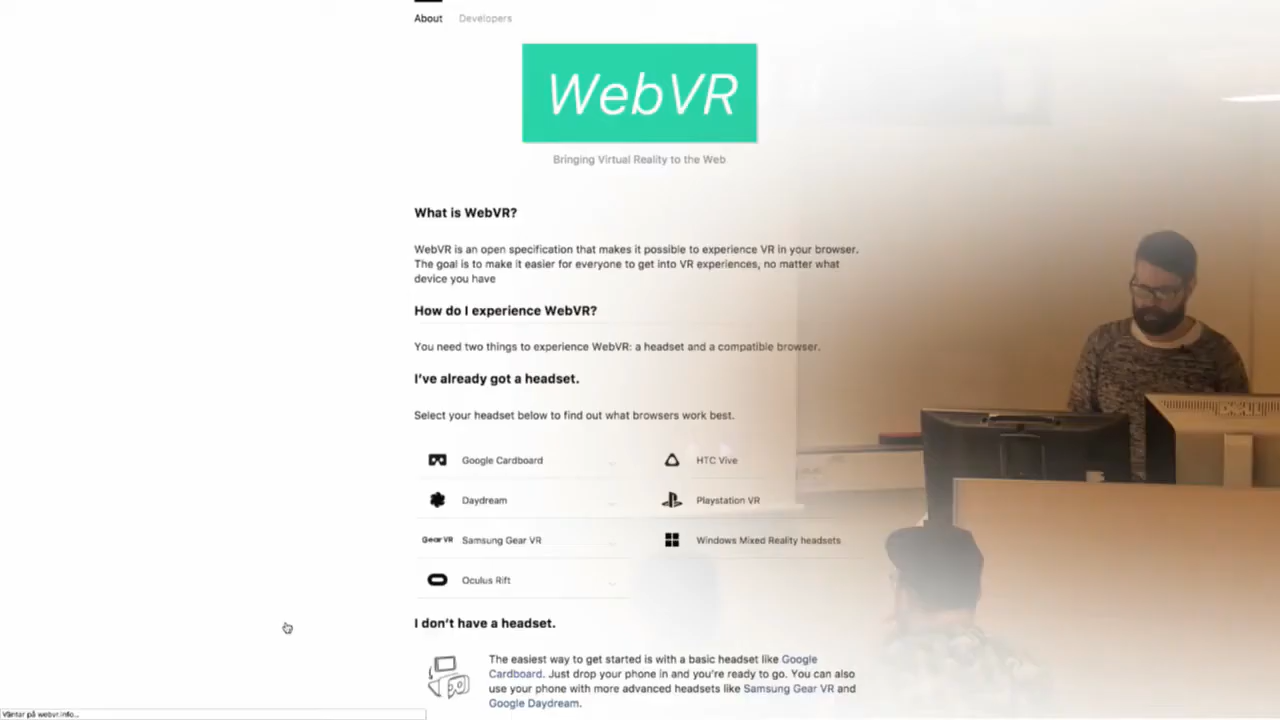 About
Developers
WebVR
Bringing Virtual Reality to the Web
What is WebVR?
WebVR is an open specification that makes it possible to experience VR in your browser.
The goal is to make it easier for everyone to get into VR experiences, no matter what
device you have
How do I experience WebVR?
You need two things to experience WebVR: a headset and a compatible browser.
I've already got a headset.
Select your headset below to find out what browsers work best.
Google Cardboard
HTC Vive
Daydream
Playstation VR
Gear VR Samsung Gear VR
Windows Mixed Reality headsets
Oculus Rift
I don't have a headset.
The easiest way to get started is with a basic headset like Google
Cardboard. Just drop your phone in and you're ready to go. You can also
use your phone with more advanced headsets like Samsung Gear VR and
Google Daydream.
Väntar på webvr.info...
DELL